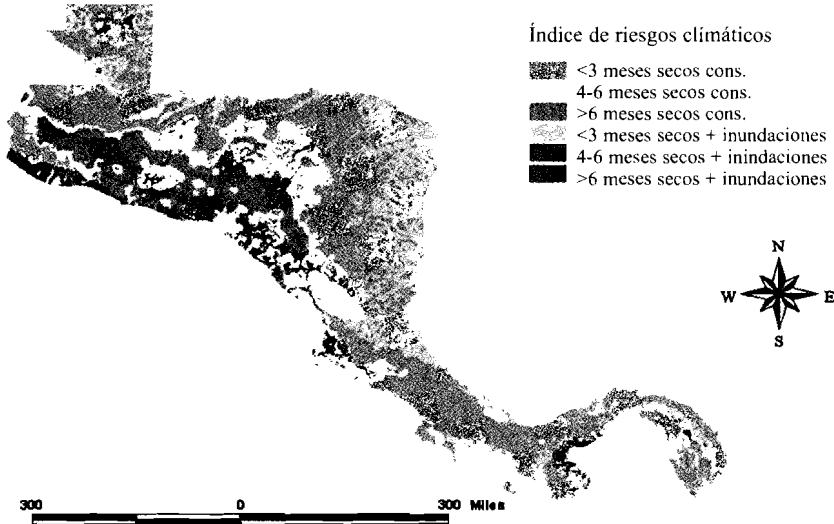 Índice de riesgos climáticos
<3 meses secos cons.
4-6 meses secos cons.
>6 meses secos cons.
<3 meses secos + inundaciones
4-6 meses secos + inindaciones
>6 meses secos + inundaciones
N
W E
S
300 0 300 Miles